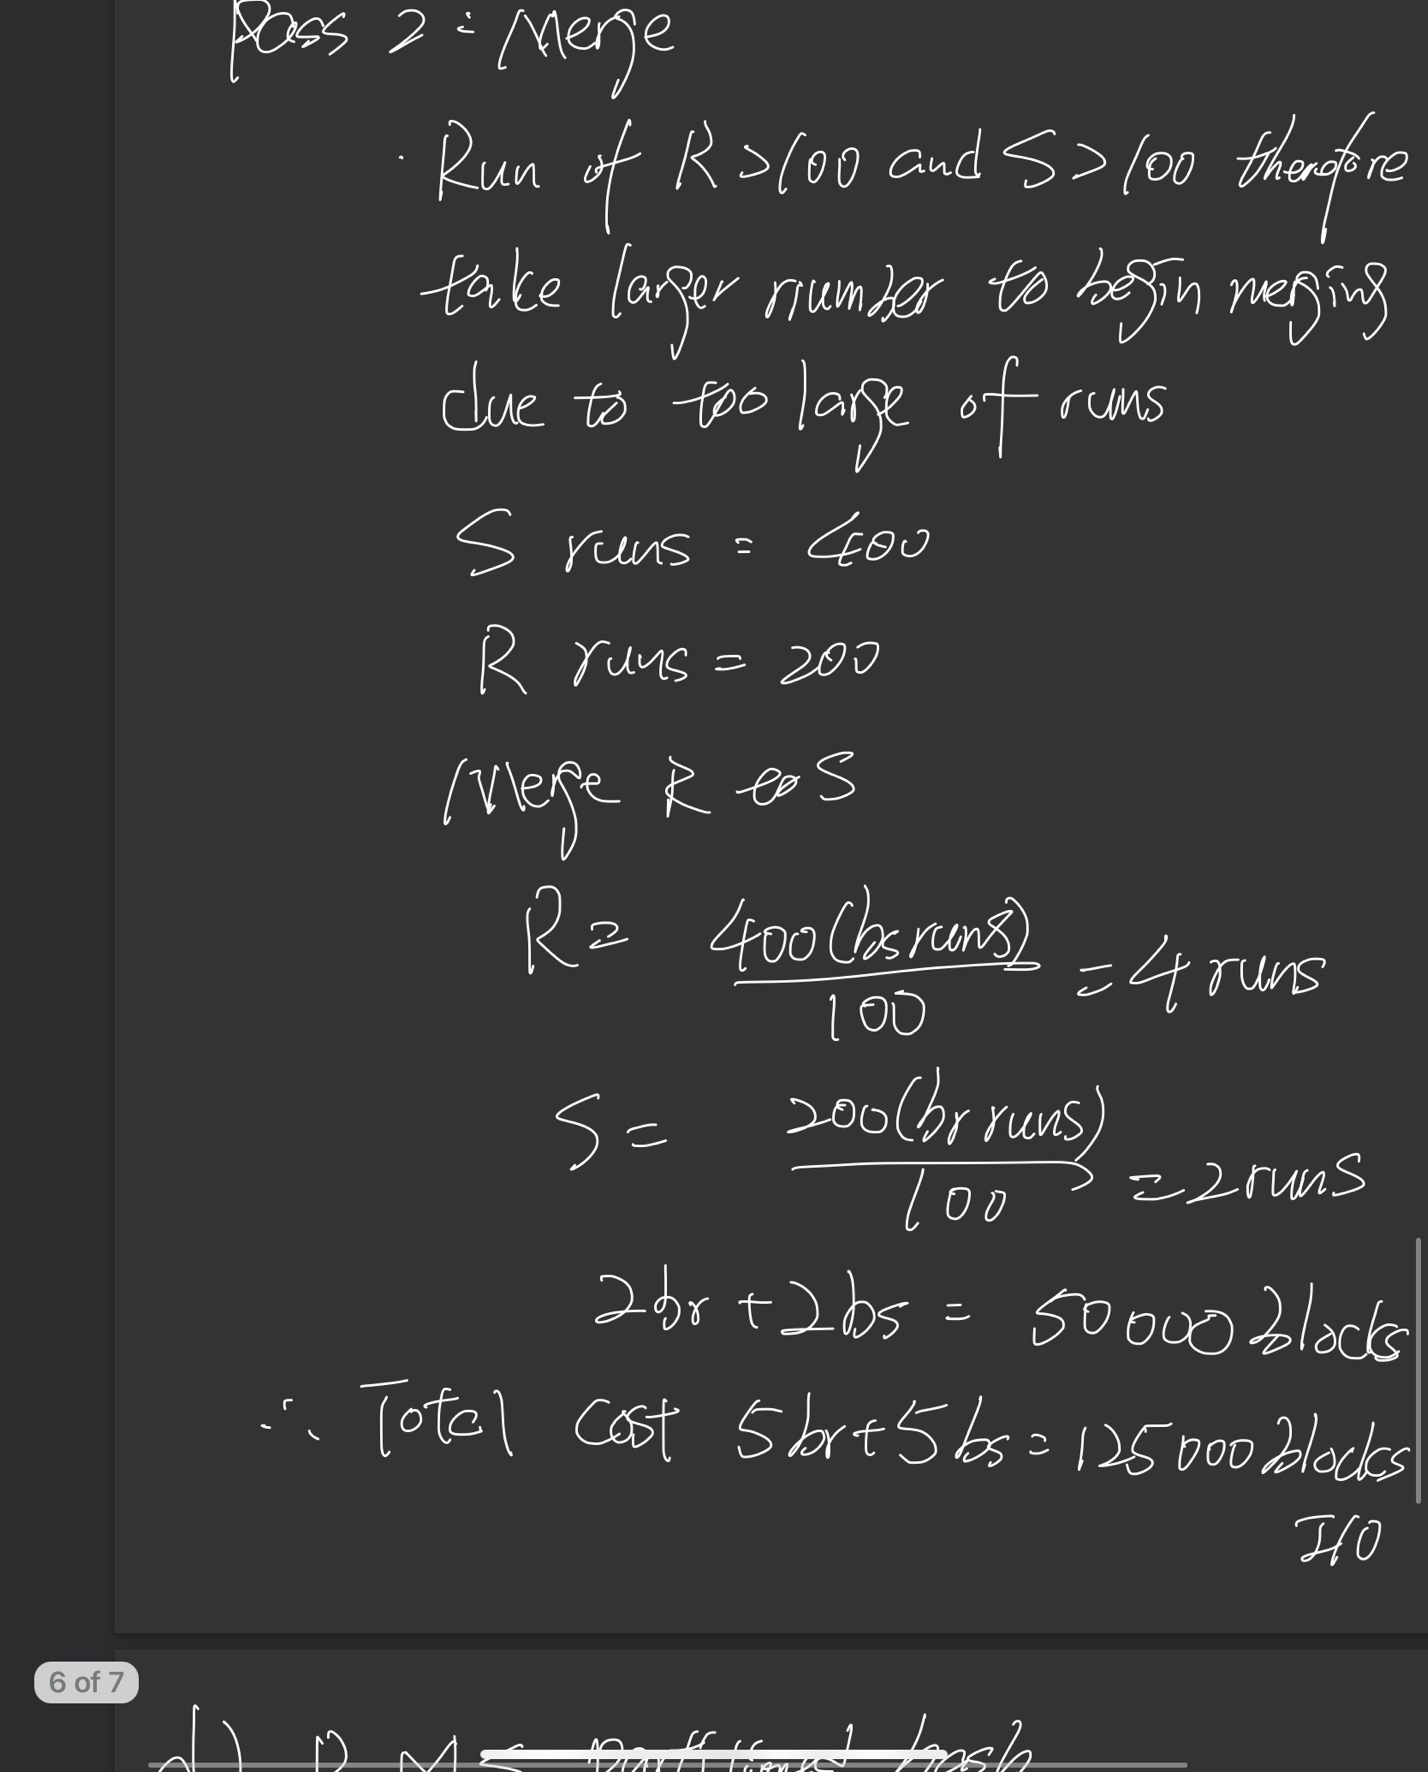 Pass 2 : Merge
· Run of R > 100 and S > 100 therefore
take larger number to begin merging
due to too large of runs
S runs = 400
R runs = 200
Merge R to S
R = 400 (bs runs) / 100 = 4 runs
S = 200 (br runs) / 100 = 2 runs
2br + 2bs = 50000 blocks
∴ Total cost 5br + 5bs = 125000 blocks
I/O
6 of 7
d)